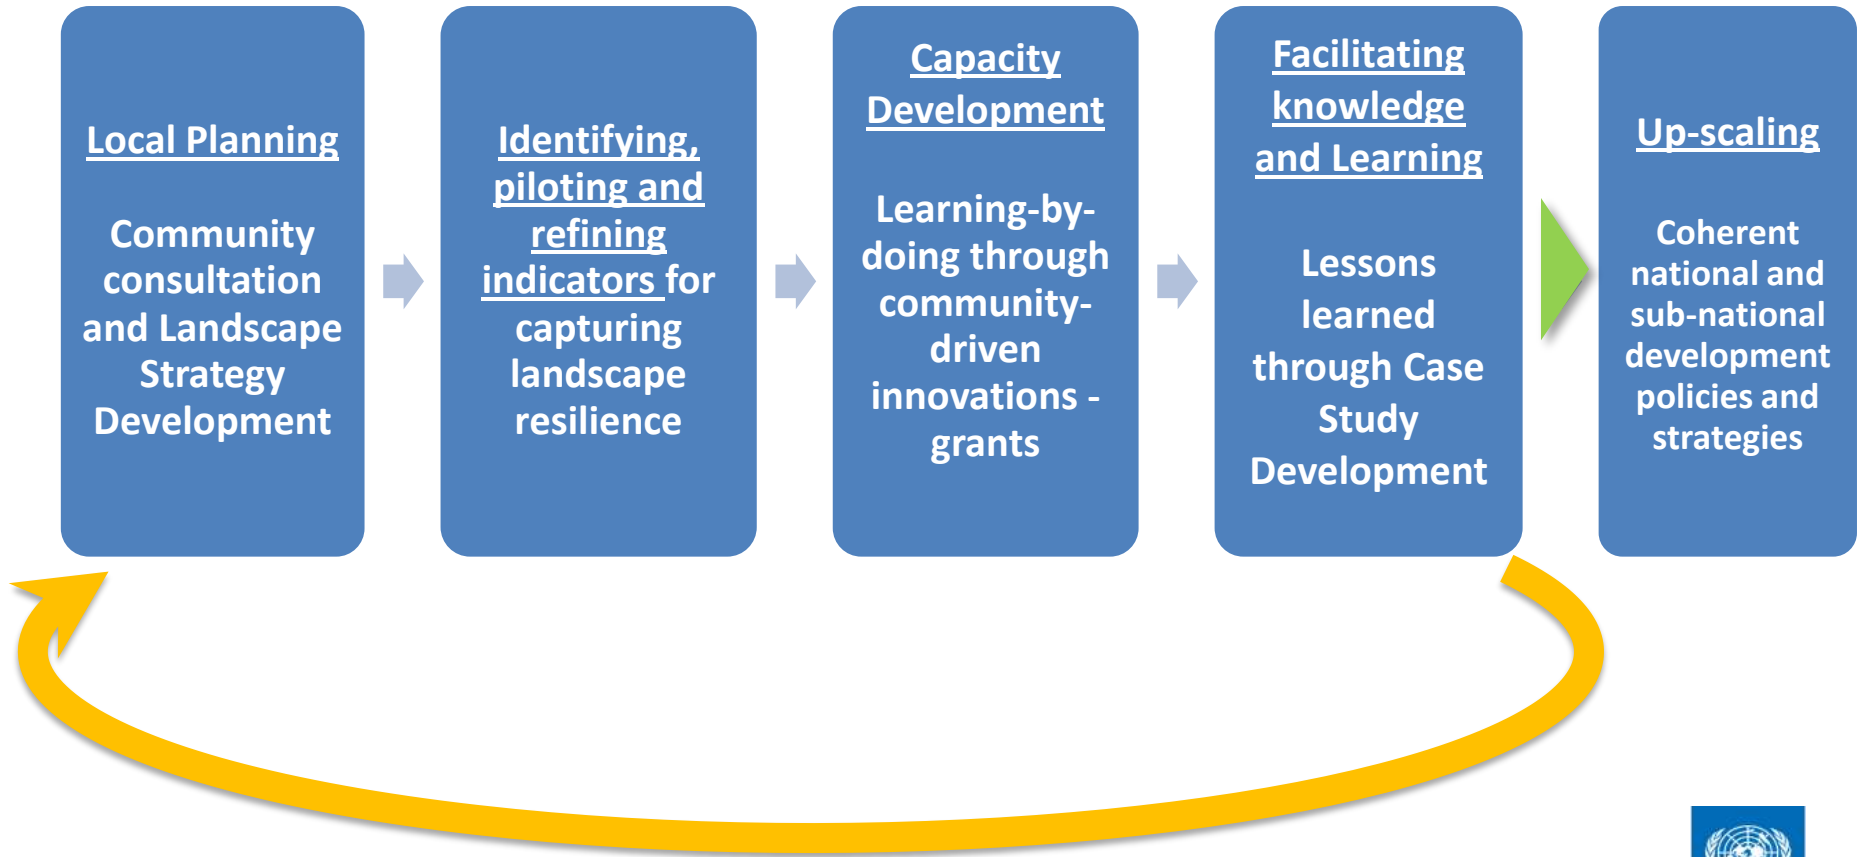 Local Planning
Community
consultation
and Landscape
Strategy
Development
Identifying,
piloting and
refining
indicators for
capturing
landscape
resilience
Capacity
Development
Learning-by-
doing through
community-
driven
innovations -
grants
Facilitating
knowledge
and Learning
Lessons
learned
through Case
Study
Development
Up-scaling
Coherent
national and
sub-national
development
policies and
strategies